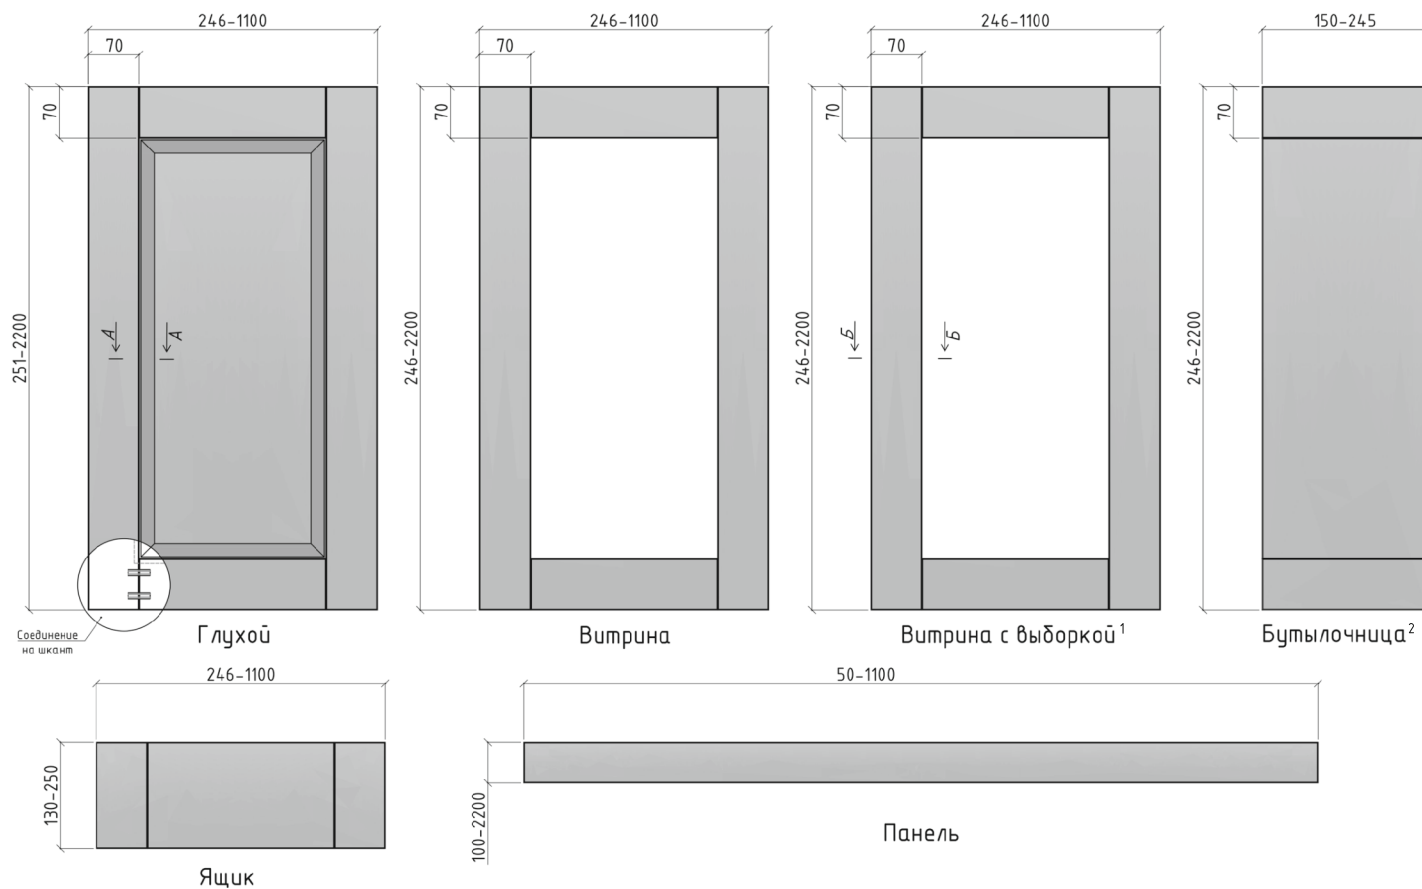 246-1100
246-1100
246-1100
150-245
70
70
70
70
70
70
70
251-2200
246-2200
246-2200
246-2200
А
А
Б
Б
Соединение
на шкант
Глухой
Витрина
Витрина с выборкой¹
Бутылочница²
246-1100
50-1100
130-250
100-2200
Ящик
Панель